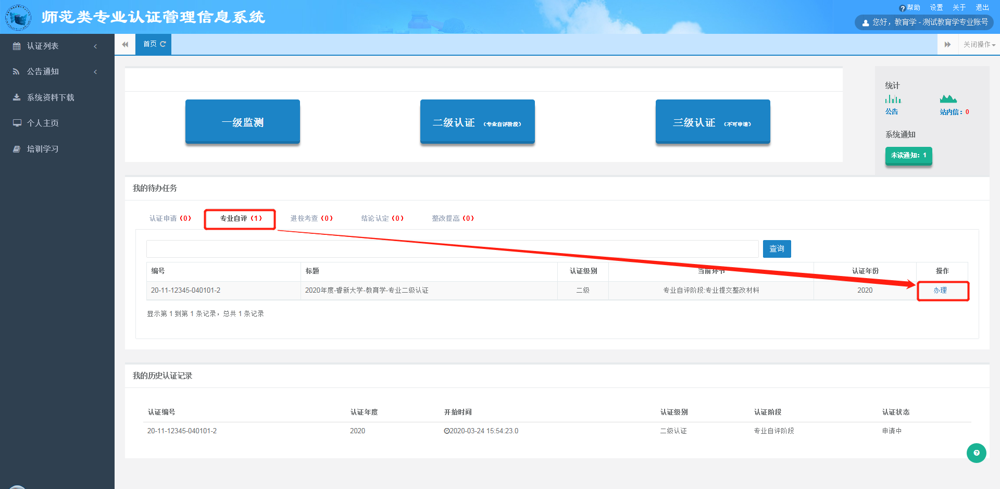 师范类专业认证管理信息系统
帮助 设置 关于 退出
您好，教育学 - 测试教育学专业账号
认证列表
公告通知
系统资料下载
个人主页
培训学习
首页
关闭操作
一级监测
二级认证 （专业自评阶段）
三级认证 （不可申请）
统计
公告 站内信：0
系统通知
未读通知：1
我的待办任务
认证申请（0） 专业自评（1） 进校考查（0） 结论认定（0） 整改提高（0）
查询
编号 标题 认证级别 当前环节 认证年份 操作
20-11-12345-040101-2 2020年度-睿新大学-教育学-专业二级认证 二级 专业自评阶段:专业提交整改材料 2020 办理
显示第 1 到第 1 条记录，总共 1 条记录
我的历史认证记录
认证编号 认证年度 开始时间 认证级别 认证阶段 认证状态
20-11-12345-040101-2 2020 2020-03-24 15:54:23.0 二级认证 专业自评阶段 申请中